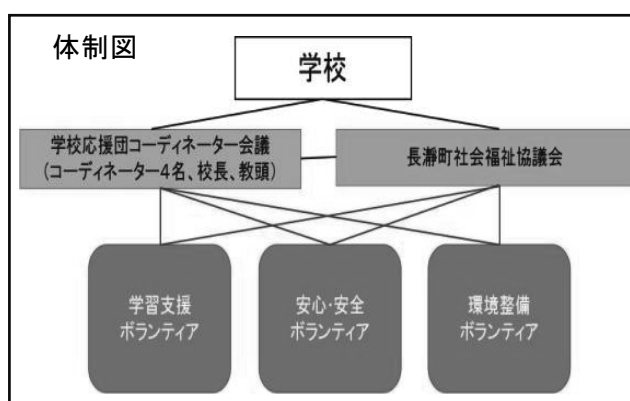 体制図
学校
学校応援団コーディネーター会議
(コーディネーター4名、校長、教頭)
長瀞町社会福祉協議会
学習支援
ボランティア
安心・安全
ボランティア
環境整備
ボランティア